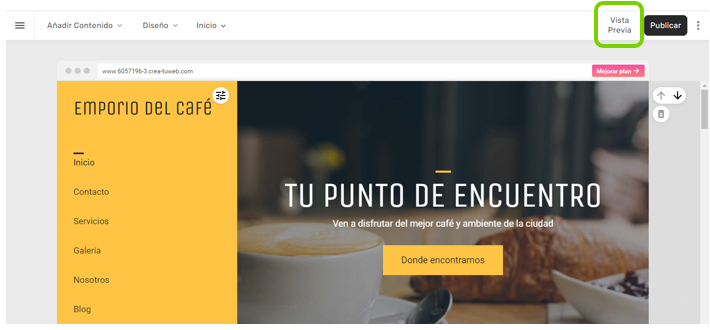 Añadir Contenido
Diseño
Inicio
Vista
Previa
Publicar
www.6057196-3.crea-tuweb.com
Mejorar plan →
Emporio del Café
Inicio
Contacto
Servicios
Galería
Nosotros
Blog
TU PUNTO DE ENCUENTRO
Ven a disfrutar del mejor café y ambiente de la ciudad
Donde encontrarnos